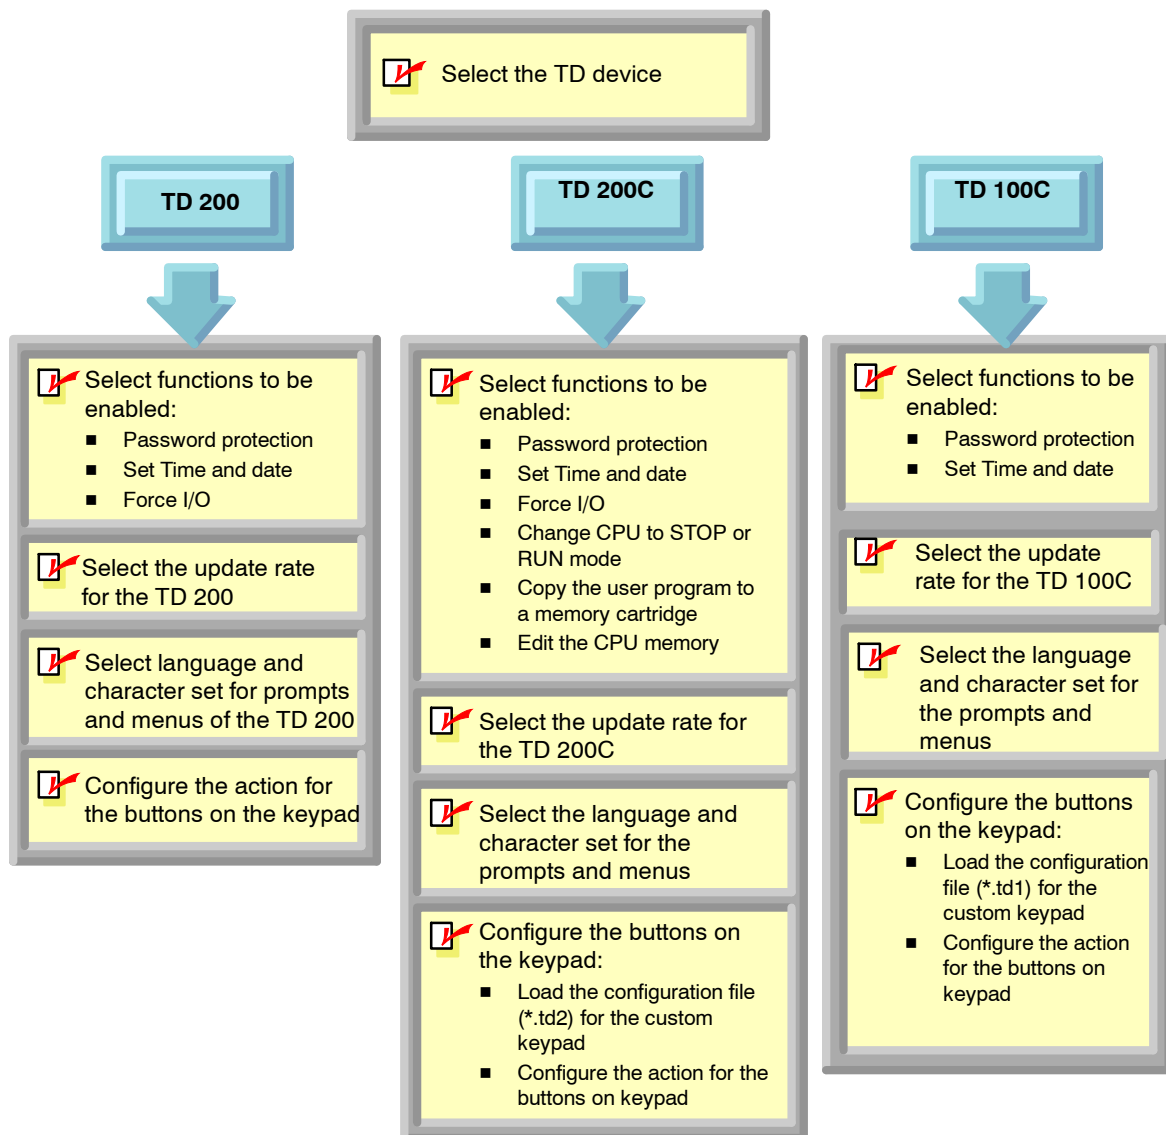 Select the TD device
TD 200
Select functions to be
enabled:
■ Password protection
■ Set Time and date
■ Force I/O
Select the update rate
for the TD 200
Select language and
character set for prompts
and menus of the TD 200
Configure the action for
the buttons on the keypad
TD 200C
Select functions to be
enabled:
■ Password protection
■ Set Time and date
■ Force I/O
■ Change CPU to STOP or
RUN mode
■ Copy the user program to
a memory cartridge
■ Edit the CPU memory
Select the update rate for
the TD 200C
Select the language and
character set for the
prompts and menus
Configure the buttons on
the keypad:
■ Load the configuration file
(*.td2) for the custom
keypad
■ Configure the action for the
buttons on keypad
TD 100C
Select functions to be
enabled:
■ Password protection
■ Set Time and date
Select the update
rate for the TD 100C
Select the language
and character set for
the prompts and
menus
Configure the buttons
on the keypad:
■ Load the configuration
file (*.td1) for the
custom keypad
■ Configure the action
for the buttons on
keypad